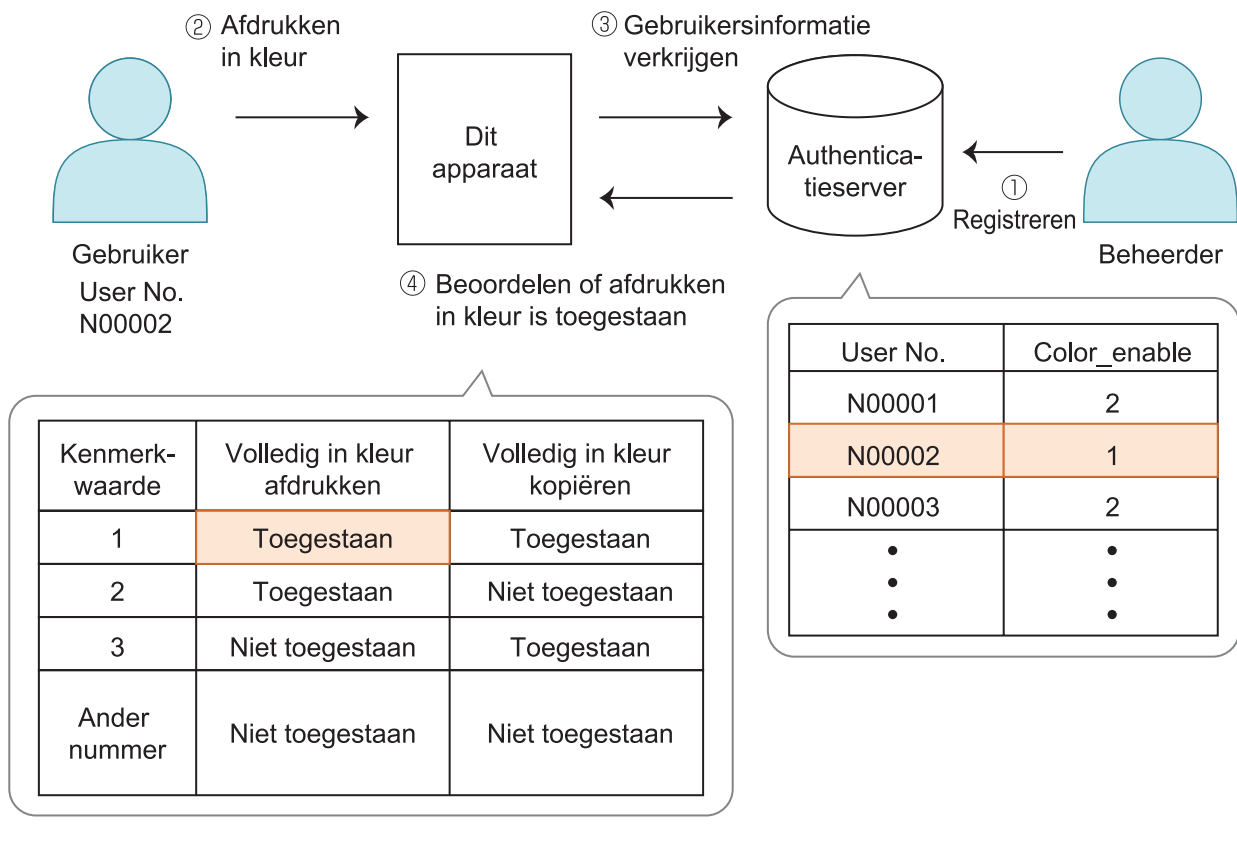 ② Afdrukken
in kleur
③ Gebruikersinformatie
verkrijgen
Dit
apparaat
Authentica-
tieserver
①
Registreren
Gebruiker
User No.
N00002
Beheerder
④ Beoordelen of afdrukken
in kleur is toegestaan
User No. Color_enable
N00001 2
N00002 1
N00003 2
• •
• •
• •
Kenmerk-
waarde
Volledig in kleur
afdrukken
Volledig in kleur
kopiëren
1 Toegestaan Toegestaan
2 Toegestaan Niet toegestaan
3 Niet toegestaan Toegestaan
Ander
nummer
Niet toegestaan Niet toegestaan